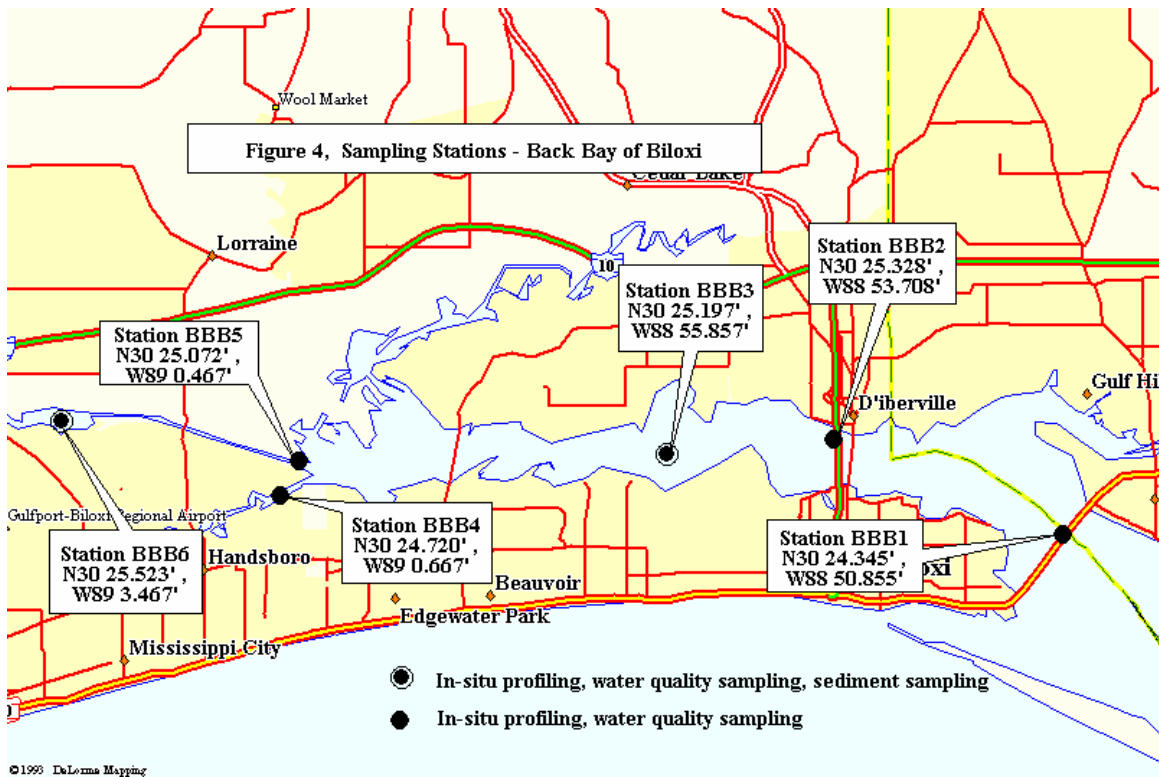 Wool Market
Figure 4, Sampling Stations - Back Bay of Biloxi
Cedar Lake
Lorraine
10
Station BBB2
N30 25.328' ,
W88 53.708'
Station BBB3
N30 25.197' ,
W88 55.857'
Station BBB5
N30 25.072' ,
W89 0.467'
Gulf Hi
D'iberville
Gulfport-Biloxi Regional Airport
Station BBB4
N30 24.720' ,
W89 0.667'
Station BBB1
N30 24.345' ,
W88 50.855'
oxi
Station BBB6
N30 25.523' ,
W89 3.467'
Handsboro
Beauvoir
Edgewater Park
Mississippi City
In-situ profiling, water quality sampling, sediment sampling
In-situ profiling, water quality sampling
©1993 DeLorme Mapping